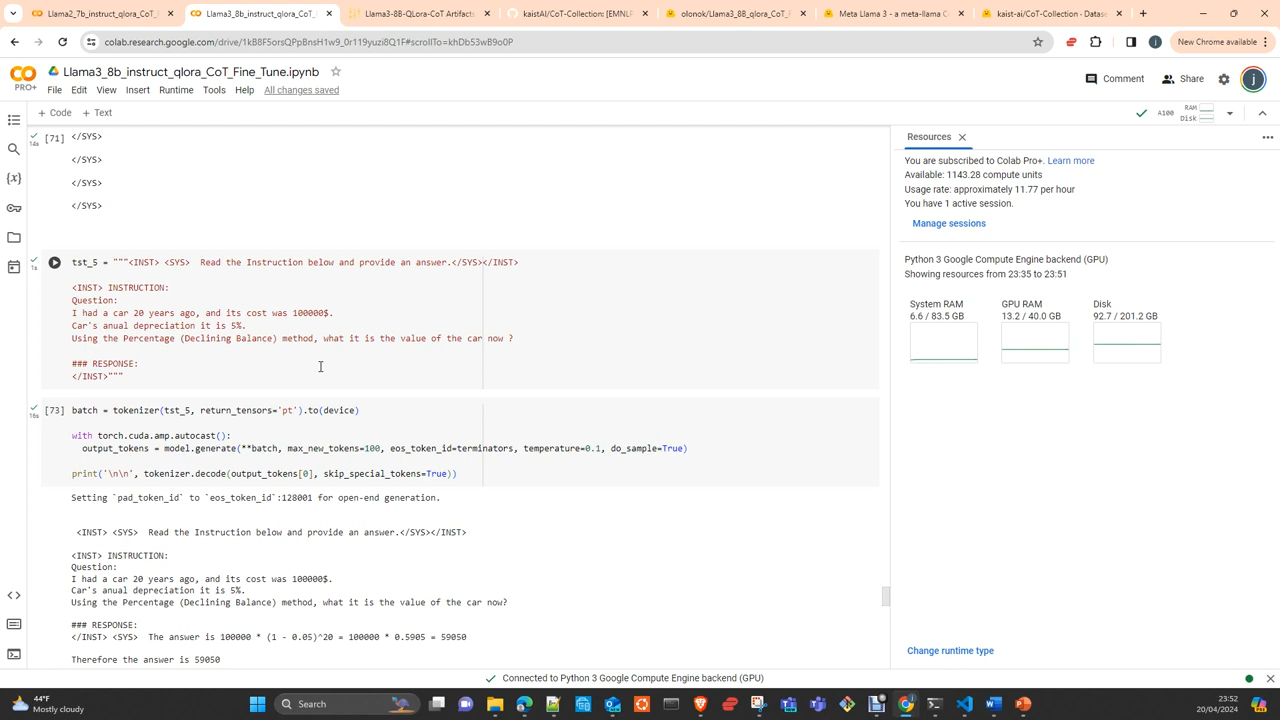 Llama2_7b_instruct_qlora_CoT_F
Llama3_8b_instruct_qlora_CoT_F
Llama3-8B-QLora-CoT Artifacts
kaistAI/CoT-Collection: [EMNLP
olonok/Llama3_88_qlora_CoT_F
Meta Llama 3 - a meta-llama C
kaist-ai/CoT-Collection · Datase
colab.research.google.com/drive/1kB8F5orsQPpBnsH1w9_0r119yuzi8Q1F#scrollTo=khDb53wB9o0P
New Chrome available
CO
PRO+
Llama3_8b_instruct_qlora_CoT_Fine_Tune.ipynb
File Edit View Insert Runtime Tools Help All changes saved
Comment
Share
j
+ Code + Text
A100
RAM
Disk
[71]
14s
</SYS>
</SYS>
</SYS>
</SYS>
1s
tst_5 = """<INST> <SYS>  Read the Instruction below and provide an answer.</SYS></INST>
<INST> INSTRUCTION:
Question:
I had a car 20 years ago, and its cost was 100000$.
Car's anual depreciation it is 5%.
Using the Percentage (Declining Balance) method, what it is the value of the car now ?
### RESPONSE:
</INST>"""
[73]
16s
batch = tokenizer(tst_5, return_tensors='pt').to(device)
with torch.cuda.amp.autocast():
output_tokens = model.generate(**batch, max_new_tokens=100, eos_token_id=terminators, temperature=0.1, do_sample=True)
print('\n\n', tokenizer.decode(output_tokens[0], skip_special_tokens=True))
Setting `pad_token_id` to `eos_token_id`:128001 for open-end generation.
<INST> <SYS>  Read the Instruction below and provide an answer.</SYS></INST>
<INST> INSTRUCTION:
Question:
I had a car 20 years ago, and its cost was 100000$.
Car's anual depreciation it is 5%.
Using the Percentage (Declining Balance) method, what it is the value of the car now?
### RESPONSE:
</INST> <SYS>  The answer is 100000 * (1 - 0.05)^20 = 100000 * 0.5905 = 59050
Therefore the answer is 59050
Resources
You are subscribed to Colab Pro+. Learn more
Available: 1143.28 compute units
Usage rate: approximately 11.77 per hour
You have 1 active session.
Manage sessions
Python 3 Google Compute Engine backend (GPU)
Showing resources from 23:35 to 23:51
System RAM
6.6 / 83.5 GB
GPU RAM
13.2 / 40.0 GB
Disk
92.7 / 201.2 GB
Change runtime type
Connected to Python 3 Google Compute Engine backend (GPU)
44°F
Mostly cloudy
Search
23:52
20/04/2024